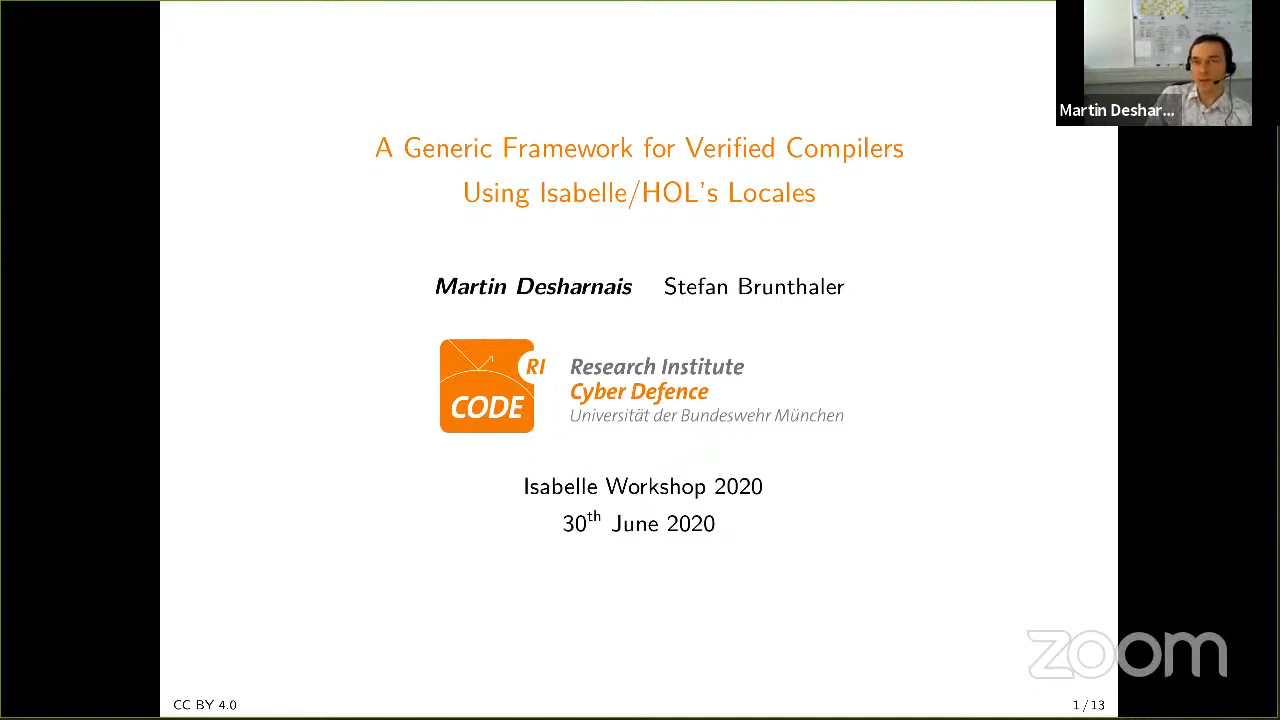 A Generic Framework for Verified Compilers
Using Isabelle/HOL's Locales
Martin Desharnais Stefan Brunthaler
CODE
RI
Research Institute
Cyber Defence
Universität der Bundeswehr München
Isabelle Workshop 2020
30th June 2020
CC BY 4.0
1 / 13
Martin Deshar...
zoom